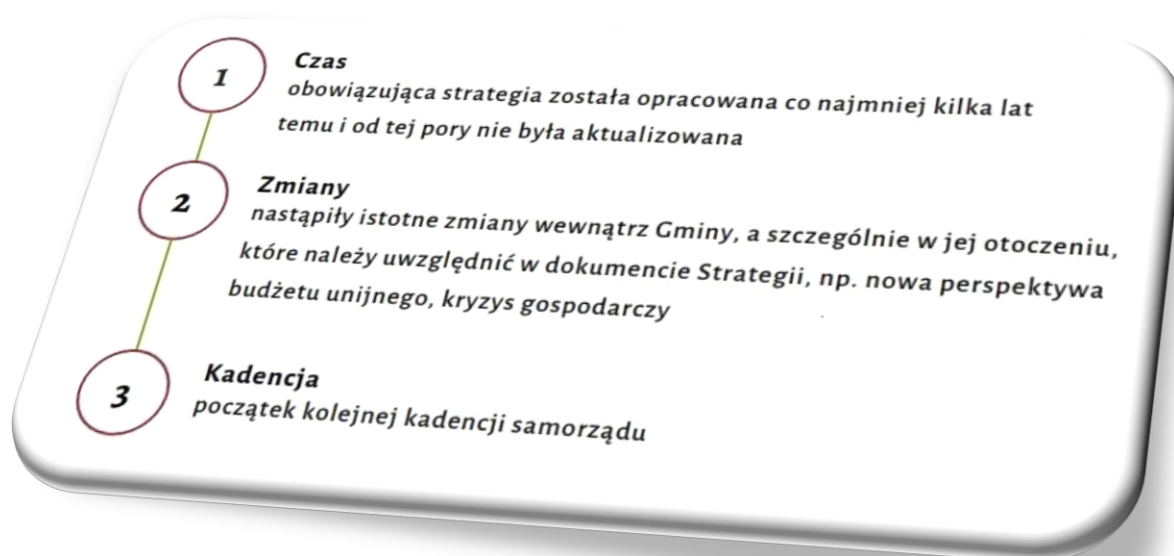 1
Czas
obowiązująca strategia została opracowana co najmniej kilka lat
temu i od tej pory nie była aktualizowana
2
Zmiany
nastąpiły istotne zmiany wewnątrz Gminy, a szczególnie w jej otoczeniu,
które należy uwzględnić w dokumencie Strategii, np. nowa perspektywa
budżetu unijnego, kryzys gospodarczy
3
Kadencja
początek kolejnej kadencji samorządu